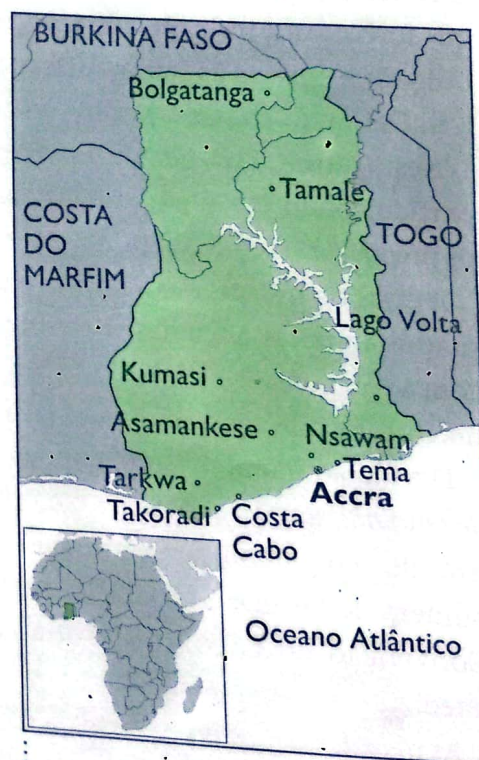 BURKINA FASO
Bolgatanga
Tamale
COSTA
DO
MARFIM
TOGO
Lago Volta
Kumasi
Asamankese
Nsawam
Tarkwa
Tema
Accra
Takoradi
Costa
Cabo
Oceano Atlântico